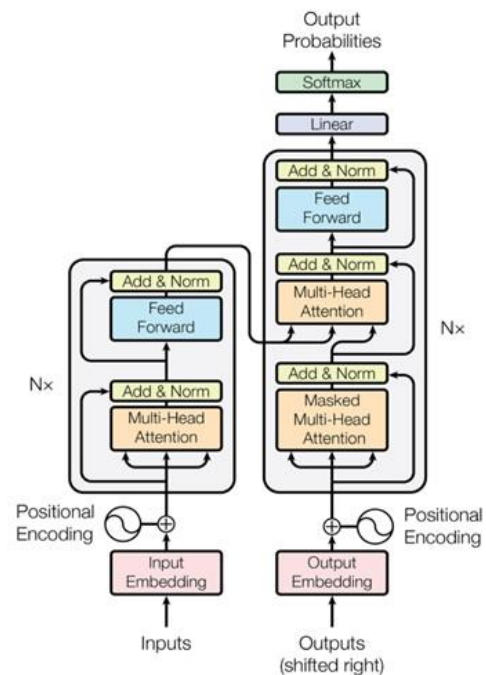 Output
Probabilities
Softmax
Linear
Add & Norm
Feed
Forward
Add & Norm
Multi-Head
Attention
Add & Norm
Masked
Multi-Head
Attention
Nx
Add & Norm
Feed
Forward
Add & Norm
Multi-Head
Attention
Nx
Positional
Encoding
Positional
Encoding
Input
Embedding
Output
Embedding
Inputs
Outputs
(shifted right)